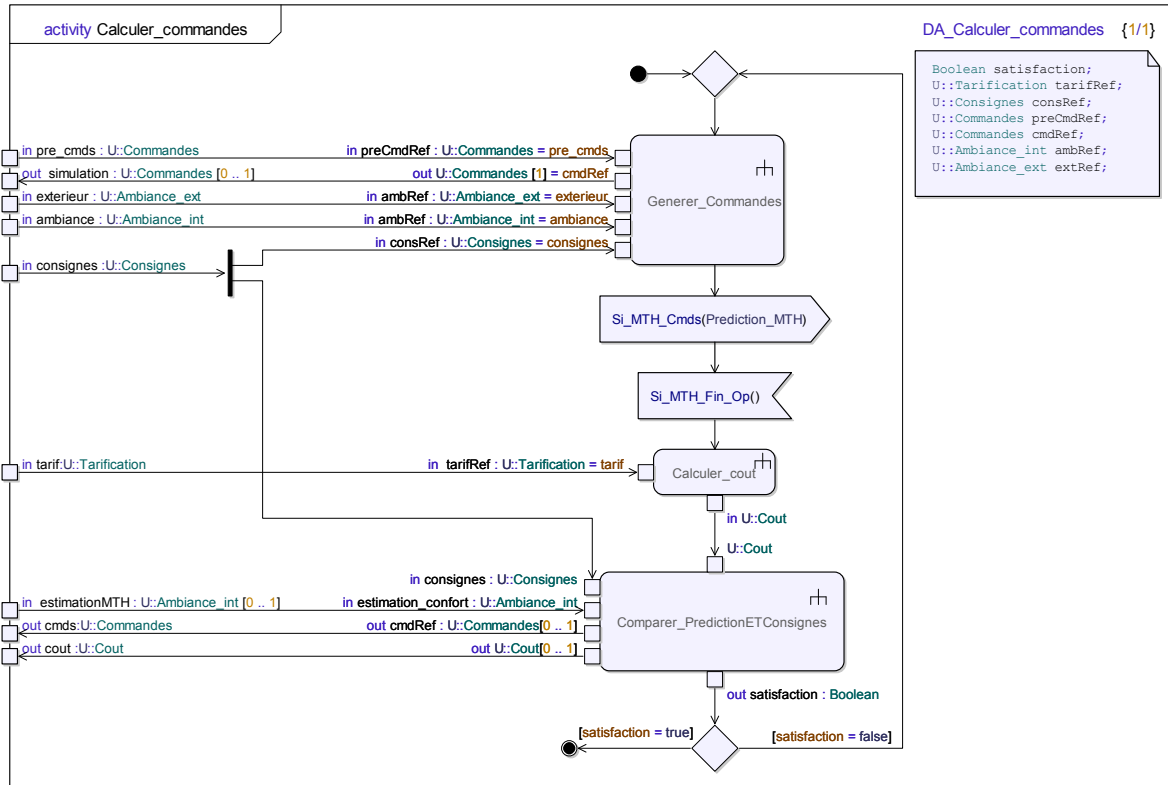 activity Calculer_commandes
DA_Calculer_commandes {1/1}
Boolean satisfaction;
U::Tarification tarifRef;
U::Consignes consRef;
U::Commandes preCmdRef;
U::Commandes cmdRef;
U::Ambiance_int ambRef;
U::Ambiance_ext extRef;
in pre_cmds : U::Commandes
in preCmdRef : U::Commandes = pre_cmds
out simulation : U::Commandes [0 .. 1]
out U::Commandes [1] = cmdRef
in exterieur : U::Ambiance_ext
in ambRef : U::Ambiance_ext = exterieur
Generer_Commandes
in ambiance : U::Ambiance_int
in ambRef : U::Ambiance_int = ambiance
in consRef : U::Consignes = consignes
in consignes :U::Consignes
Si_MTH_Cmds(Prediction_MTH)
Si_MTH_Fin_Op()
in tarif:U::Tarification
in tarifRef : U::Tarification = tarif
Calculer_cout
in U::Cout
U::Cout
in consignes : U::Consignes
in estimationMTH : U::Ambiance_int [0 .. 1]
in estimation_confort : U::Ambiance_int
Comparer_PredictionETConsignes
out cmds:U::Commandes
out cmdRef : U::Commandes[0 .. 1]
out cout :U::Cout
out U::Cout[0 .. 1]
out satisfaction : Boolean
[satisfaction = true]
[satisfaction = false]